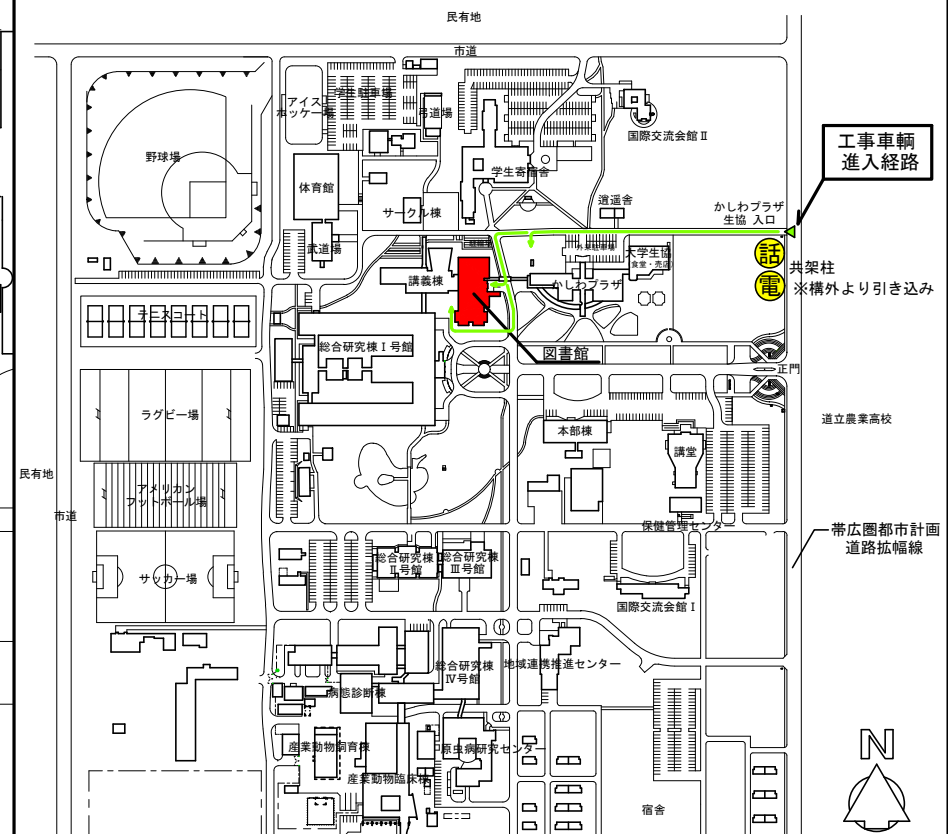 民有地
市道
学生駐車場
アイス
ホッケー場
弓道場
国際交流会館Ⅱ
工事車輌
進入経路
野球場
学生寄宿舎
体育館
逍遥舎
かしわプラザ
生協 入口
サークル棟
武道場
外来駐車場
大学生協
(食堂・売店)
話
共架柱
電
※構外より引き込み
講義棟
かしわプラザ
テニスコート
総合研究棟Ⅰ号館
図書館
正門
ラグビー場
道立農業高校
本部棟
講堂
民有地
市道
アメリカン
フットボール場
保健管理センター
帯広圏都市計画
道路拡幅線
サッカー場
総合研究棟
Ⅱ号館
総合研究棟
Ⅲ号館
国際交流会館Ⅰ
総合研究棟
Ⅳ号館
地域連携推進センター
病態診断棟
産業動物飼育棟
原虫病研究センター
産業動物臨床棟
宿舎
N